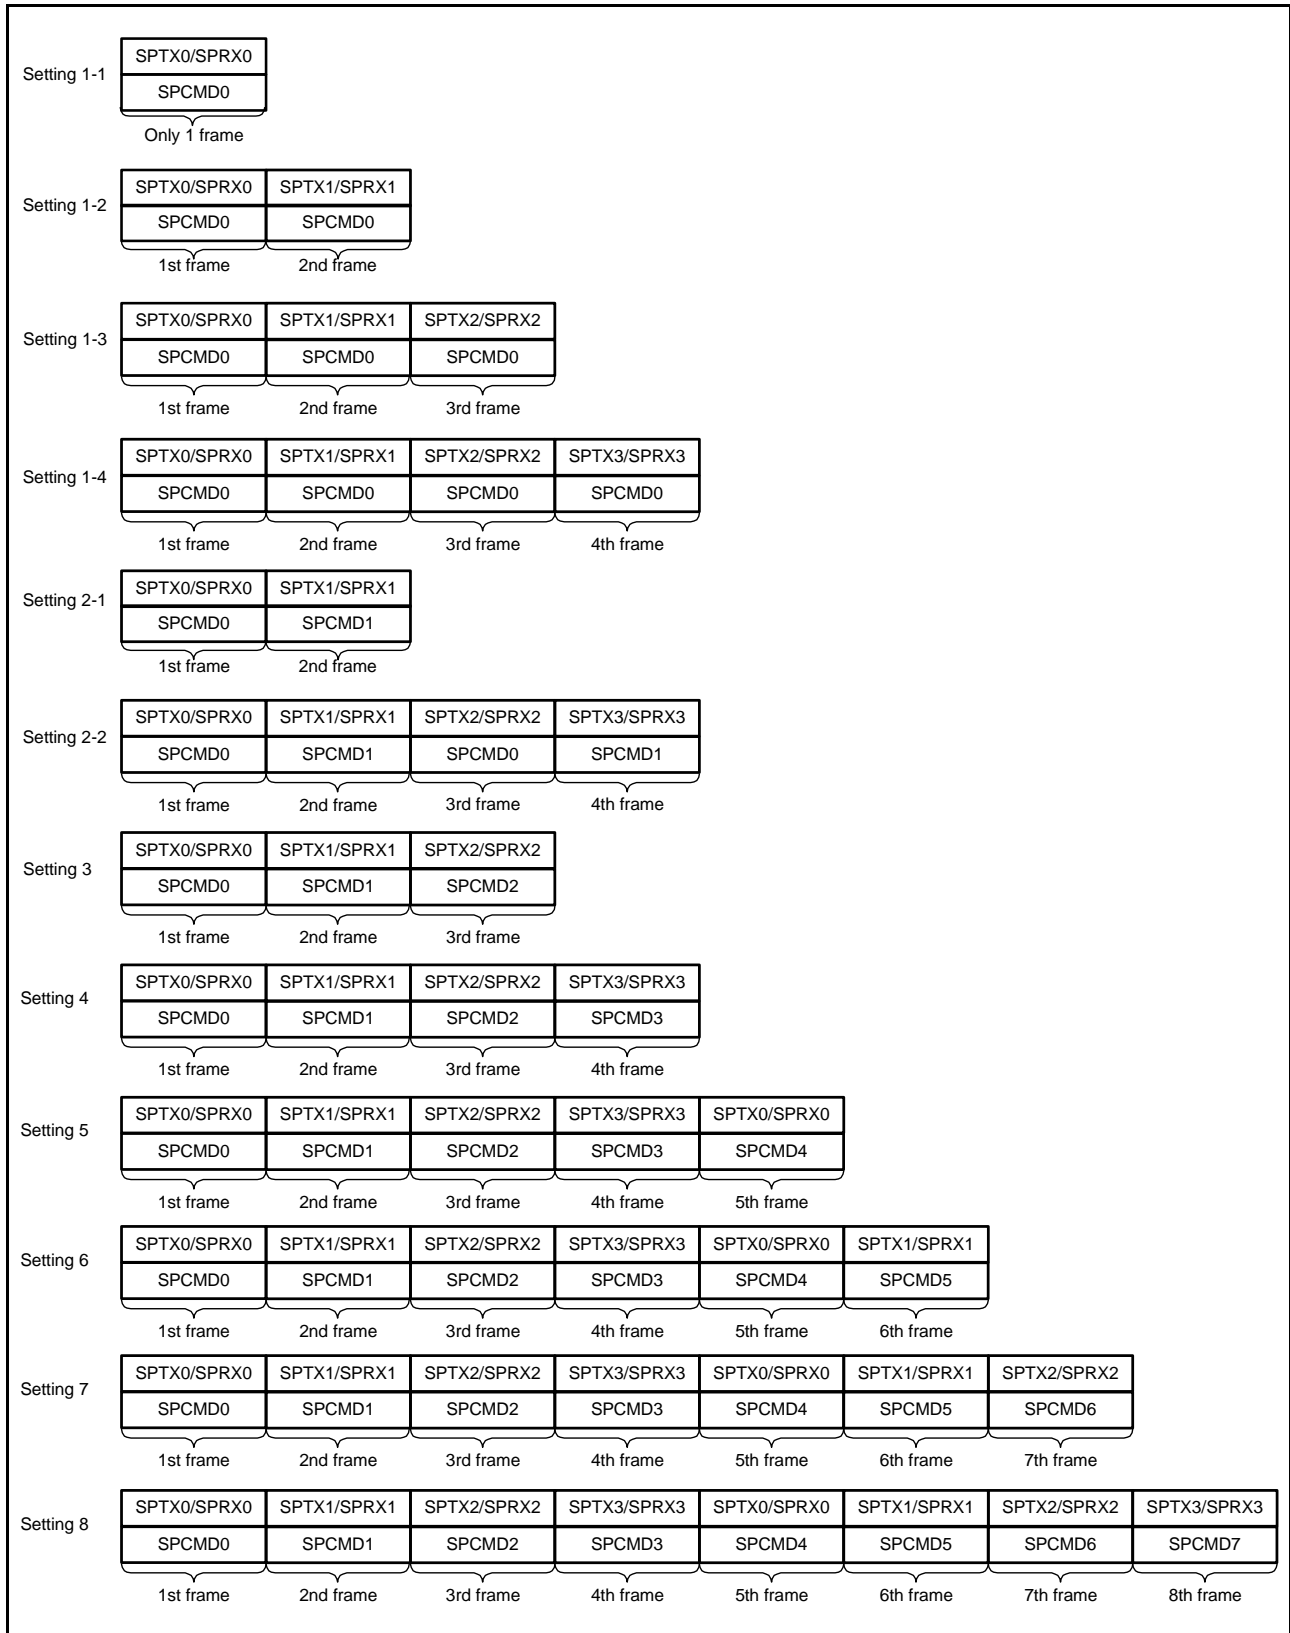 SPTX0/SPRX0
Setting 1-1
SPCMD0
Only 1 frame
SPTX0/SPRX0 SPTX1/SPRX1
Setting 1-2
SPCMD0 SPCMD0
1st frame 2nd frame
SPTX0/SPRX0 SPTX1/SPRX1 SPTX2/SPRX2
Setting 1-3
SPCMD0 SPCMD0 SPCMD0
1st frame 2nd frame 3rd frame
SPTX0/SPRX0 SPTX1/SPRX1 SPTX2/SPRX2 SPTX3/SPRX3
Setting 1-4
SPCMD0 SPCMD0 SPCMD0 SPCMD0
1st frame 2nd frame 3rd frame 4th frame
SPTX0/SPRX0 SPTX1/SPRX1
Setting 2-1
SPCMD0 SPCMD1
1st frame 2nd frame
SPTX0/SPRX0 SPTX1/SPRX1 SPTX2/SPRX2 SPTX3/SPRX3
Setting 2-2
SPCMD0 SPCMD1 SPCMD0 SPCMD1
1st frame 2nd frame 3rd frame 4th frame
SPTX0/SPRX0 SPTX1/SPRX1 SPTX2/SPRX2
Setting 3
SPCMD0 SPCMD1 SPCMD2
1st frame 2nd frame 3rd frame
SPTX0/SPRX0 SPTX1/SPRX1 SPTX2/SPRX2 SPTX3/SPRX3
Setting 4
SPCMD0 SPCMD1 SPCMD2 SPCMD3
1st frame 2nd frame 3rd frame 4th frame
SPTX0/SPRX0 SPTX1/SPRX1 SPTX2/SPRX2 SPTX3/SPRX3 SPTX0/SPRX0
Setting 5
SPCMD0 SPCMD1 SPCMD2 SPCMD3 SPCMD4
1st frame 2nd frame 3rd frame 4th frame 5th frame
SPTX0/SPRX0 SPTX1/SPRX1 SPTX2/SPRX2 SPTX3/SPRX3 SPTX0/SPRX0 SPTX1/SPRX1
Setting 6
SPCMD0 SPCMD1 SPCMD2 SPCMD3 SPCMD4 SPCMD5
1st frame 2nd frame 3rd frame 4th frame 5th frame 6th frame
SPTX0/SPRX0 SPTX1/SPRX1 SPTX2/SPRX2 SPTX3/SPRX3 SPTX0/SPRX0 SPTX1/SPRX1 SPTX2/SPRX2
Setting 7
SPCMD0 SPCMD1 SPCMD2 SPCMD3 SPCMD4 SPCMD5 SPCMD6
1st frame 2nd frame 3rd frame 4th frame 5th frame 6th frame 7th frame
SPTX0/SPRX0 SPTX1/SPRX1 SPTX2/SPRX2 SPTX3/SPRX3 SPTX0/SPRX0 SPTX1/SPRX1 SPTX2/SPRX2 SPTX3/SPRX3
Setting 8
SPCMD0 SPCMD1 SPCMD2 SPCMD3 SPCMD4 SPCMD5 SPCMD6 SPCMD7
1st frame 2nd frame 3rd frame 4th frame 5th frame 6th frame 7th frame 8th frame